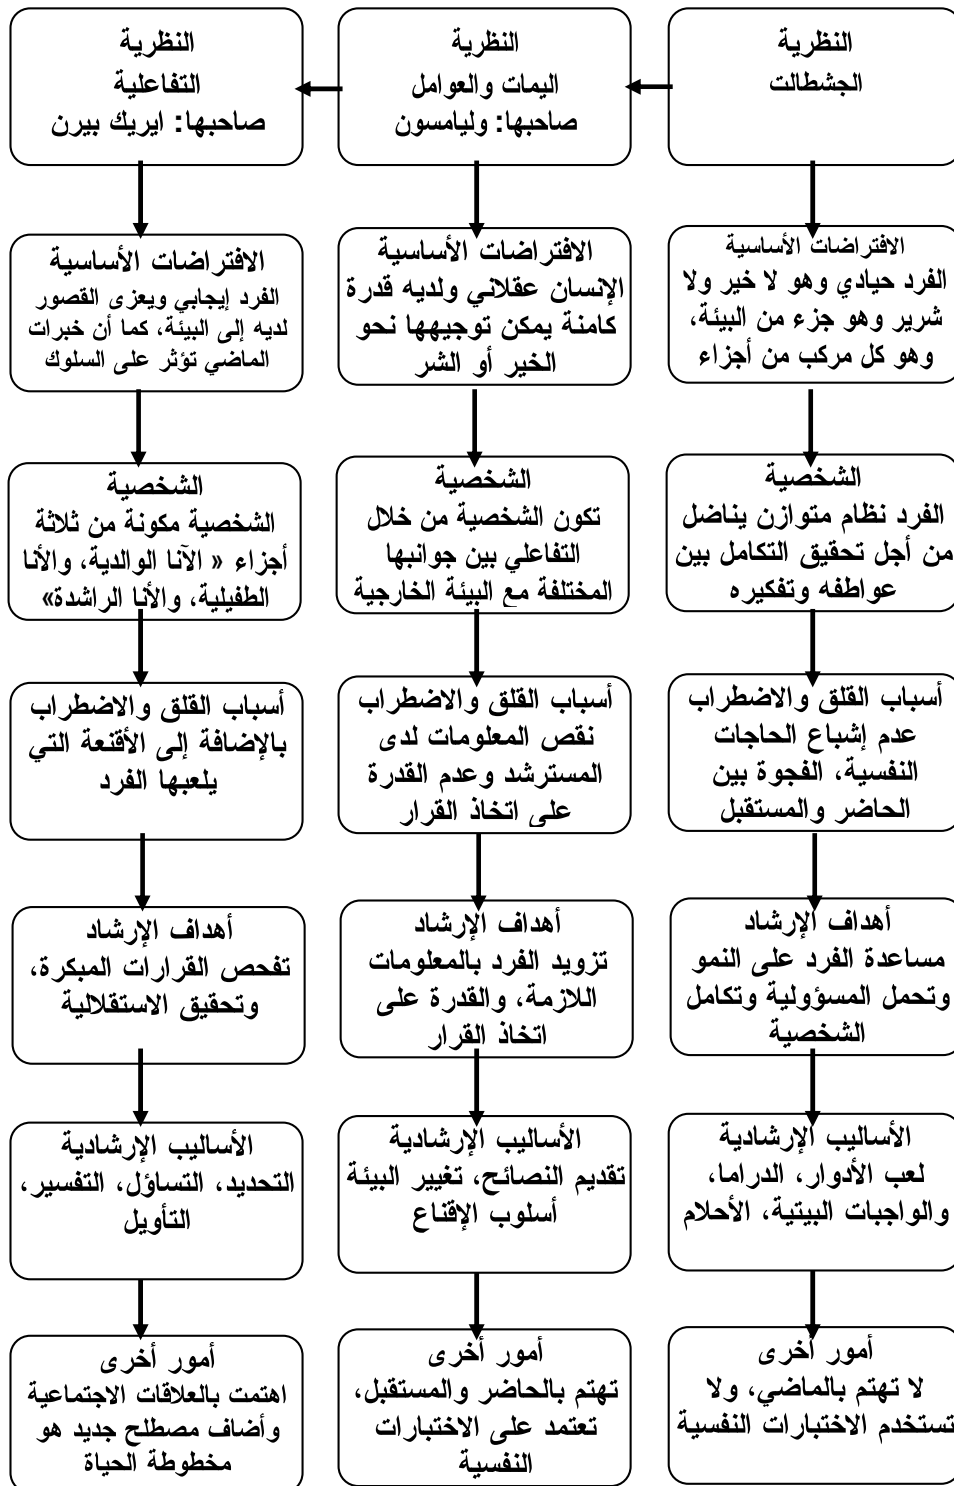 النظرية
الجشطالت
النظرية
اليمات والعوامل
صاحبها: وليامسون
النظرية
التفاعلية
صاحبها: ايريك بيرن
الافتراضات الأساسية
الفرد حيادي وهو لا خير ولا
شرير وهو جزء من البيئة،
وهو كل مركب من أجزاء
الافتراضات الأساسية
الإنسان عقلاني ولديه قدرة
كامنة يمكن توجيهها نحو
الخير أو الشر
الافتراضات الأساسية
الفرد إيجابي ويعزى القصور
لديه إلى البيئة، كما أن خبرات
الماضي تؤثر على السلوك
الشخصية
الفرد نظام متوازن يناضل
من أجل تحقيق التكامل بين
عواطفه وتفكيره
الشخصية
تكون الشخصية من خلال
التفاعلي بين جوانبها
المختلفة مع البيئة الخارجية
الشخصية
الشخصية مكونة من ثلاثة
أجزاء « الآنا الوالدية، والأنا
الطفيلية، والأنا الراشدة»
أسباب القلق والاضطراب
عدم إشباع الحاجات
النفسية، الفجوة بين
الحاضر والمستقبل
أسباب القلق والاضطراب
نقص المعلومات لدى
المسترشد وعدم القدرة
على اتخاذ القرار
أسباب القلق والاضطراب
بالإضافة إلى الأقنعة التي
يلعبها الفرد
أهداف الإرشاد
مساعدة الفرد على النمو
وتحمل المسؤولية وتكامل
الشخصية
أهداف الإرشاد
تزويد الفرد بالمعلومات
اللازمة، والقدرة على
اتخاذ القرار
أهداف الإرشاد
تفحص القرارات المبكرة،
وتحقيق الاستقلالية
الأساليب الإرشادية
لعب الأدوار، الدراما،
والواجبات البيتية، الأحلام
الأساليب الإرشادية
تقديم النصائح، تغيير البيئة
أسلوب الإقناع
الأساليب الإرشادية
التحديد، التساؤل، التفسير،
التأويل
أمور أخرى
لا تهتم بالماضي، ولا
تستخدم الاختبارات النفسية
أمور أخرى
تهتم بالحاضر والمستقبل،
تعتمد على الاختبارات
النفسية
أمور أخرى
اهتمت بالعلاقات الاجتماعية
وأضاف مصطلح جديد هو
مخطوطة الحياة